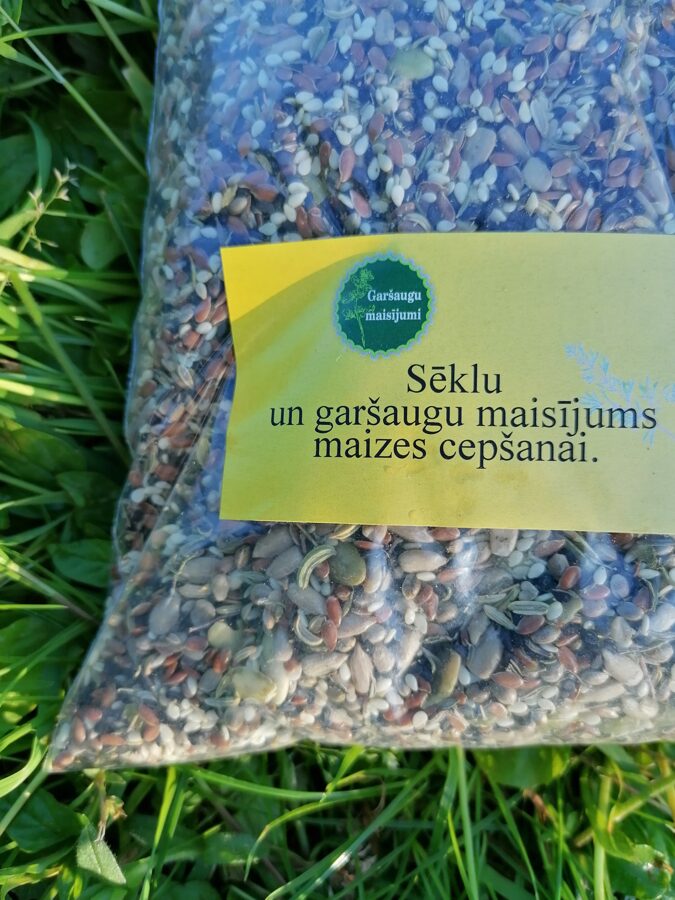 Garšaugu
maisījumi
Sēklu
un garšaugu maisījums
maizes cepšanai.